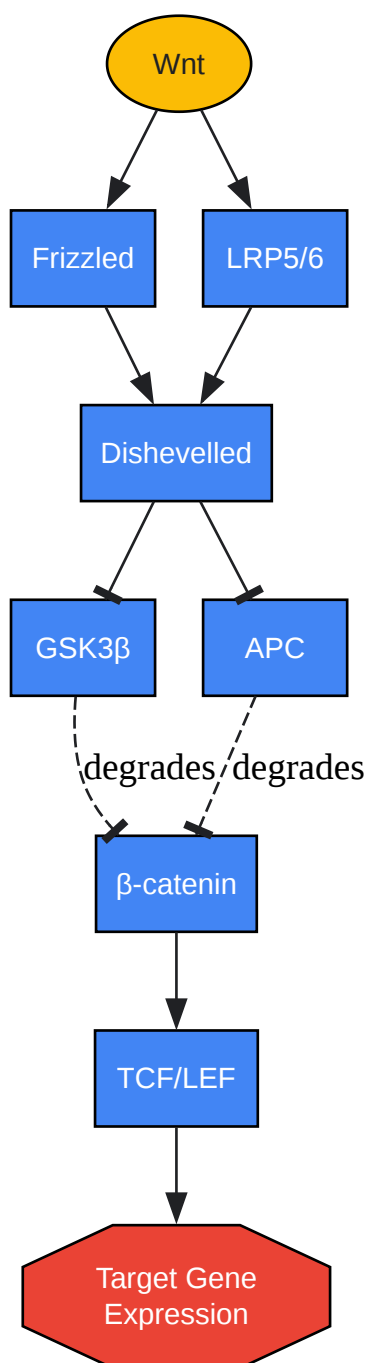 Wnt
Frizzled
LRP5/6
Dishevelled
GSK3β
APC
degrades
degrades
β-catenin
TCF/LEF
Target Gene
Expression